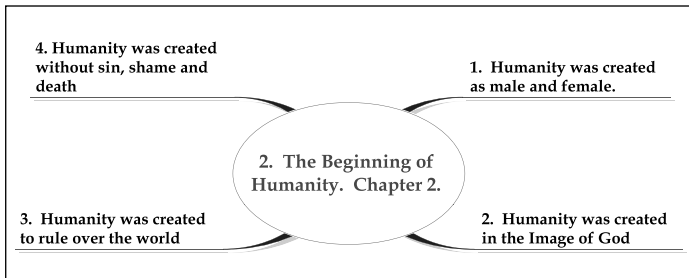 4. Humanity was created
without sin, shame and
death
1. Humanity was created
as male and female.
2. The Beginning of
Humanity. Chapter 2.
3. Humanity was created
to rule over the world
2. Humanity was created
in the Image of God